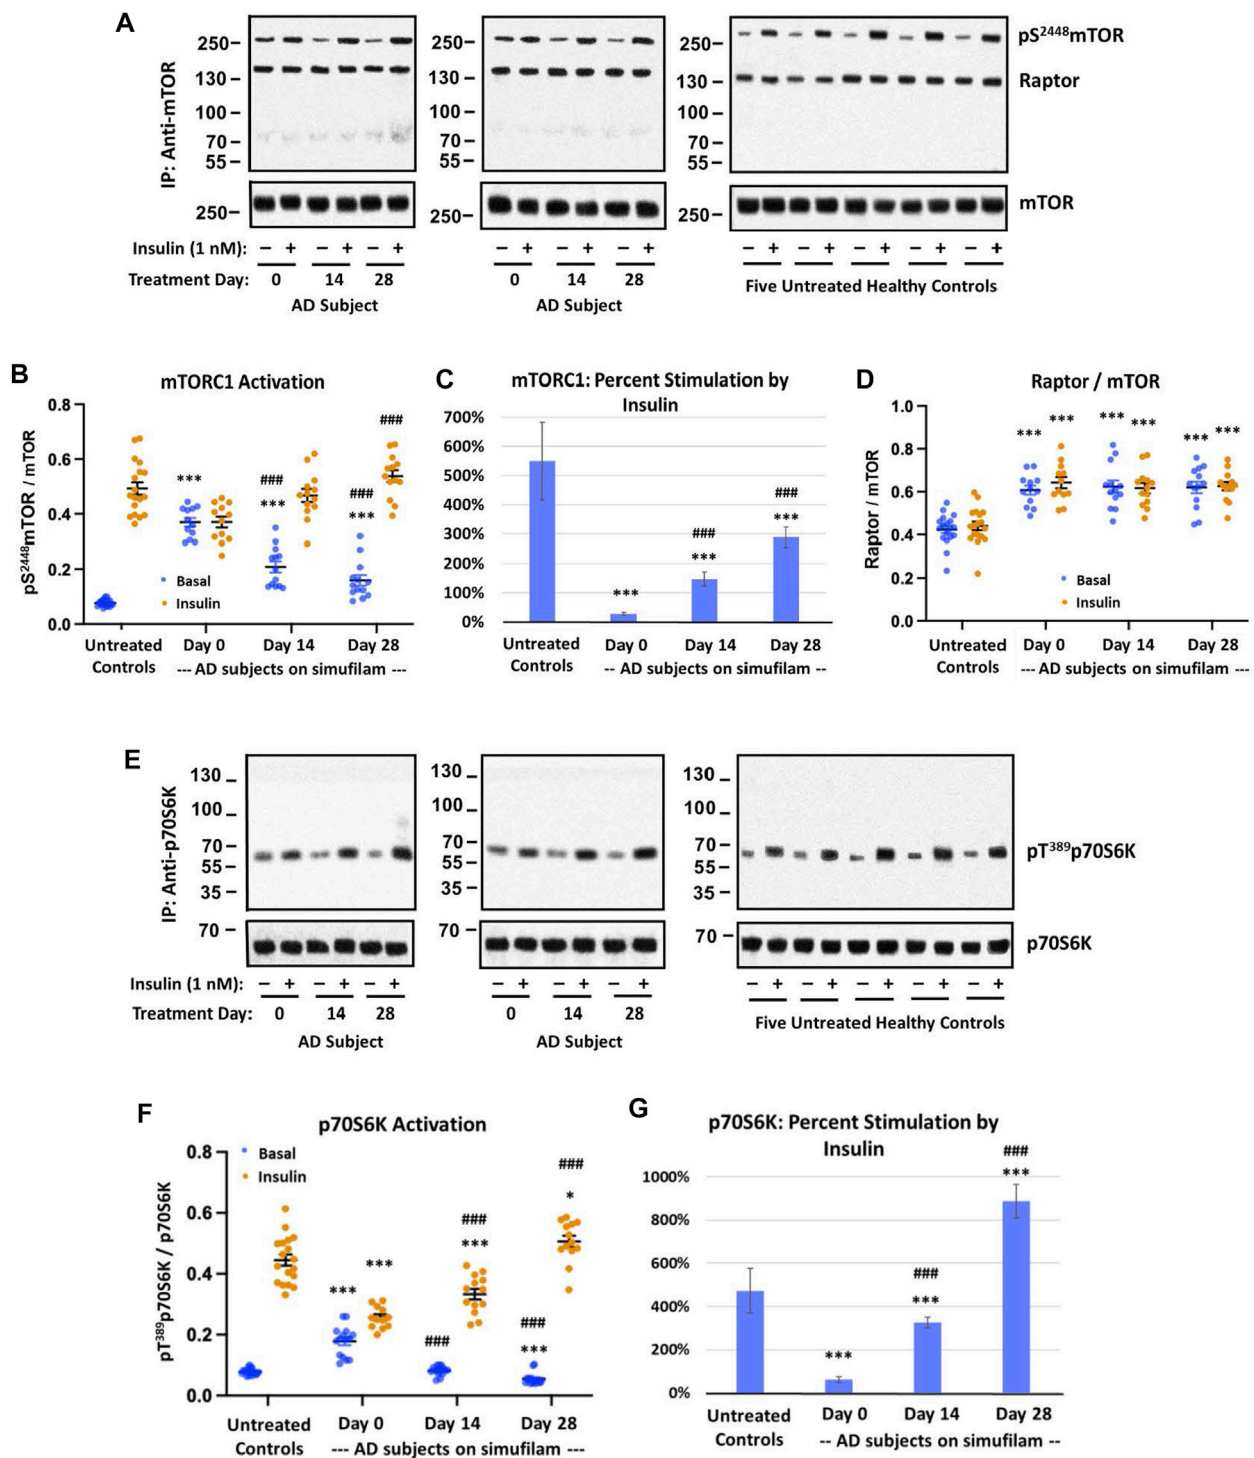 A
IP: Anti-mTOR
250
130
100
70
55
250
250
130
100
70
55
250
250
130
100
70
55
250
pS2448mTOR
Raptor
mTOR
Insulin (1 nM): − + − + − + − + − + − + − + − + − + − + − +
Treatment Day: 0 14 28 0 14 28
AD Subject AD Subject Five Untreated Healthy Controls
B
mTORC1 Activation
pS2448mTOR / mTOR
0.8
0.6
0.4
0.2
0.0
***
###
***
###
***
###
Basal
Insulin
Untreated Controls Day 0 Day 14 Day 28
--- AD subjects on simufilam ---
C
mTORC1: Percent Stimulation by
Insulin
700%
600%
500%
400%
300%
200%
100%
0%
***
###
***
###
***
Untreated Controls Day 0 Day 14 Day 28
-- AD subjects on simufilam --
D
Raptor / mTOR
Raptor / mTOR
1.0
0.8
0.6
0.4
0.2
0.0
*** *** *** *** *** ***
Basal
Insulin
Untreated Controls Day 0 Day 14 Day 28
--- AD subjects on simufilam ---
E
IP: Anti-p70S6K
130
100
70
55
35
70
130
100
70
55
35
70
130
100
70
55
35
70
pT389p70S6K
p70S6K
Insulin (1 nM): − + − + − + − + − + − + − + − + − + − + − +
Treatment Day: 0 14 28 0 14 28
AD Subject AD Subject Five Untreated Healthy Controls
F
p70S6K Activation
pT389p70S6K / p70S6K
0.8
0.6
0.4
0.2
0.0
Basal
Insulin
***
***
###
###
***
###
***
###
*
Untreated Controls Day 0 Day 14 Day 28
--- AD subjects on simufilam ---
G
p70S6K: Percent Stimulation by
Insulin
1000%
800%
600%
400%
200%
0%
***
###
***
###
***
Untreated Controls Day 0 Day 14 Day 28
-- AD subjects on simufilam --